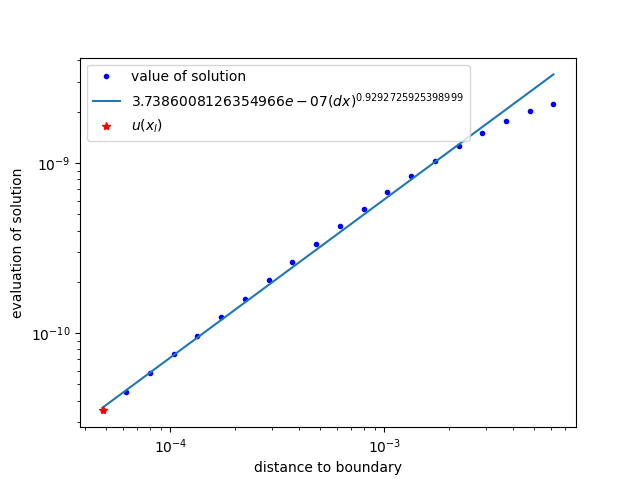 value of solution
3.7386008126354966e − 07(dx)^0.9292725925398999
u(x_l)
10^−9
10^−10
evaluation of solution
10^−4
10^−3
distance to boundary